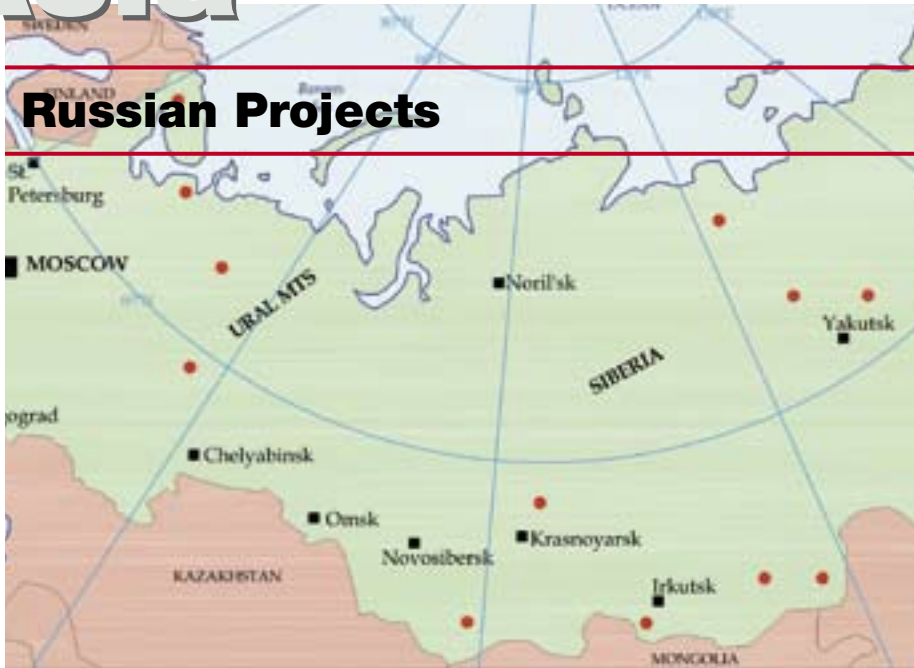 SWEDEN
FINLAND
Russian Projects
St.
Petersburg
MOSCOW
URAL MTS
Noril'sk
Yakutsk
SIBERIA
ograd
Chelyabinsk
Omsk
Novosibersk
Krasnoyarsk
KAZAKHSTAN
Irkutsk
MONGOLIA